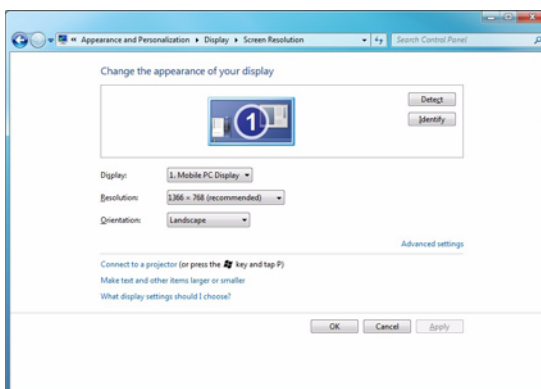 « Appearance and Personalization ▸ Display ▸ Screen Resolution
Search Control Panel
Change the appearance of your display
1
Detect
Identify
Display: 1. Mobile PC Display
Resolution: 1366 × 768 (recommended)
Orientation: Landscape
Advanced settings
Connect to a projector (or press the key and tap P)
Make text and other items larger or smaller
What display settings should I choose?
OK Cancel Apply